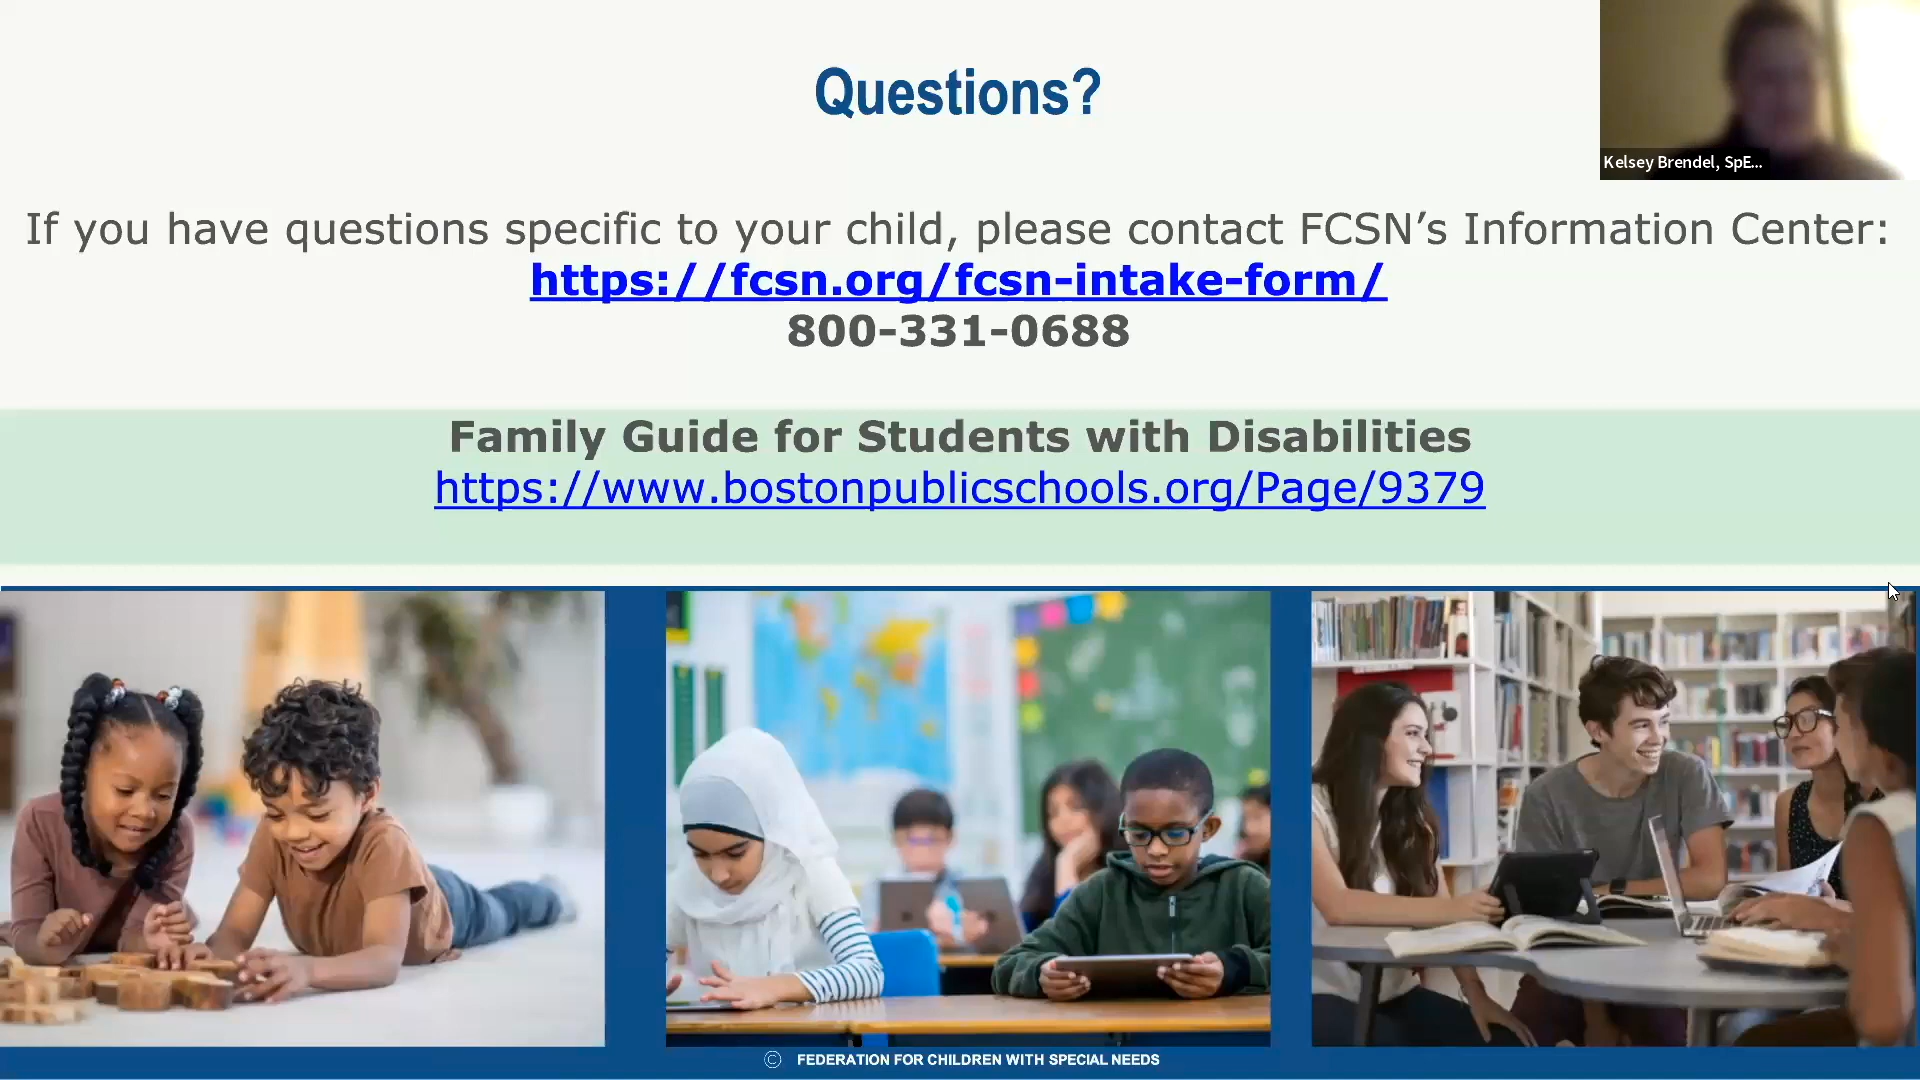 Questions?
Kelsey Brendel, SpE...
If you have questions specific to your child, please contact FCSN’s Information Center:
https://fcsn.org/fcsn-intake-form/
800-331-0688
Family Guide for Students with Disabilities
https://www.bostonpublicschools.org/Page/9379
© FEDERATION FOR CHILDREN WITH SPECIAL NEEDS